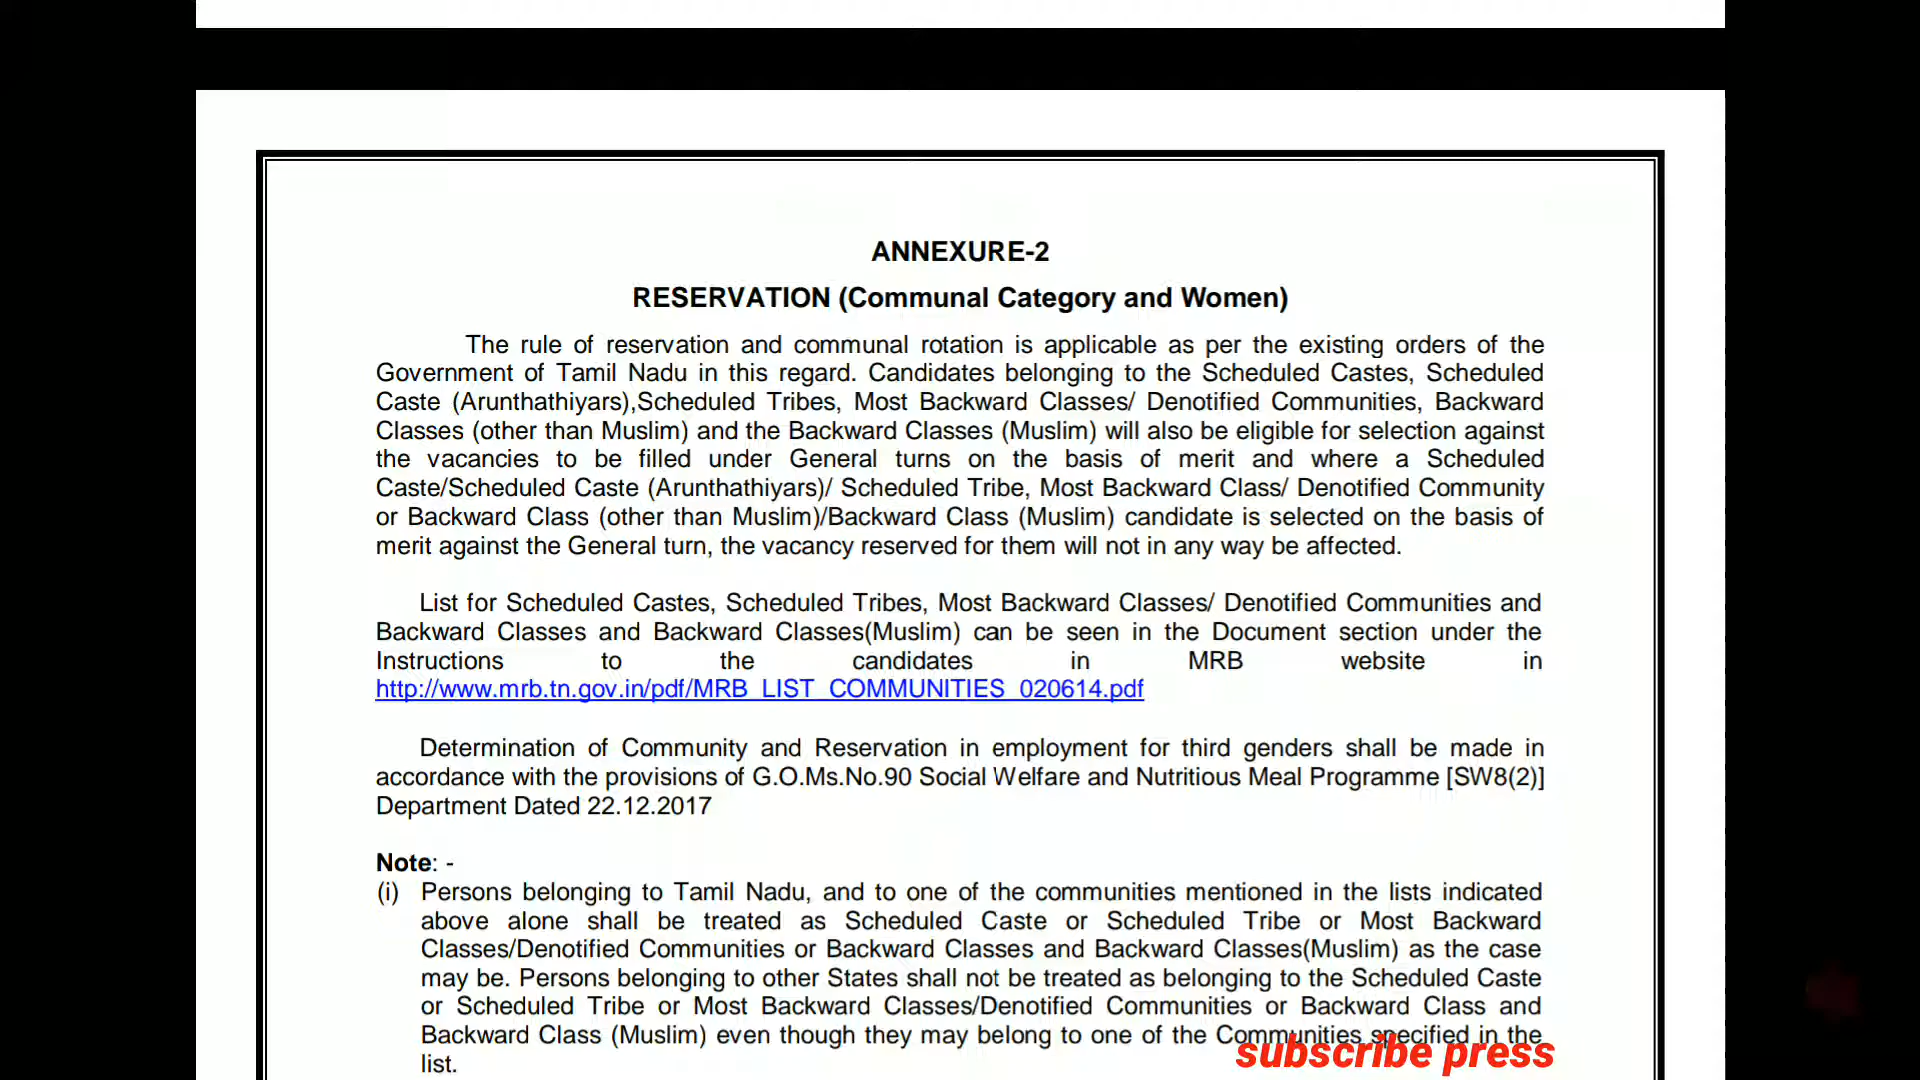 ANNEXURE-2
RESERVATION (Communal Category and Women)
The rule of reservation and communal rotation is applicable as per the existing orders of the
Government of Tamil Nadu in this regard. Candidates belonging to the Scheduled Castes, Scheduled
Caste (Arunthathiyars),Scheduled Tribes, Most Backward Classes/ Denotified Communities, Backward
Classes (other than Muslim) and the Backward Classes (Muslim) will also be eligible for selection against
the vacancies to be filled under General turns on the basis of merit and where a Scheduled
Caste/Scheduled Caste (Arunthathiyars)/ Scheduled Tribe, Most Backward Class/ Denotified Community
or Backward Class (other than Muslim)/Backward Class (Muslim) candidate is selected on the basis of
merit against the General turn, the vacancy reserved for them will not in any way be affected.
List for Scheduled Castes, Scheduled Tribes, Most Backward Classes/ Denotified Communities and
Backward Classes and Backward Classes(Muslim) can be seen in the Document section under the
Instructions to the candidates in MRB website in
http://www.mrb.tn.gov.in/pdf/MRB_LIST_COMMUNITIES_020614.pdf
Determination of Community and Reservation in employment for third genders shall be made in
accordance with the provisions of G.O.Ms.No.90 Social Welfare and Nutritious Meal Programme [SW8(2)]
Department Dated 22.12.2017
Note: -
(i) Persons belonging to Tamil Nadu, and to one of the communities mentioned in the lists indicated
above alone shall be treated as Scheduled Caste or Scheduled Tribe or Most Backward
Classes/Denotified Communities or Backward Classes and Backward Classes(Muslim) as the case
may be. Persons belonging to other States shall not be treated as belonging to the Scheduled Caste
or Scheduled Tribe or Most Backward Classes/Denotified Communities or Backward Class and
Backward Class (Muslim) even though they may belong to one of the Communities specified in the
list.
subscribe press